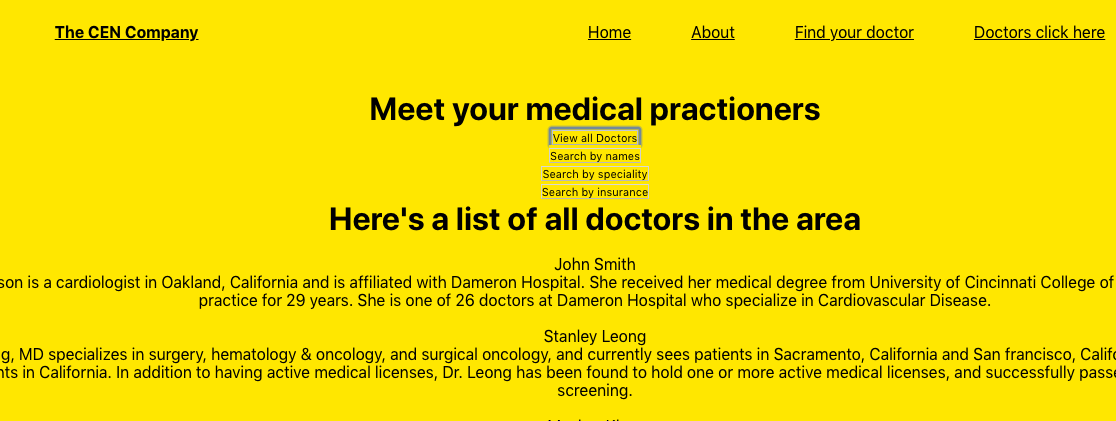 The CEN Company Home About Find your doctor Doctors click here
Meet your medical practioners
View all Doctors
Search by names
Search by speciality
Search by insurance
Here's a list of all doctors in the area
John Smith
is a cardiologist in Oakland, California and is affiliated with Dameron Hospital. She received her medical degree from University of Cincinnati College of
practice for 29 years. She is one of 26 doctors at Dameron Hospital who specialize in Cardiovascular Disease.
Stanley Leong
MD specializes in surgery, hematology & oncology, and surgical oncology, and currently sees patients in Sacramento, California and San francisco,
in California. In addition to having active medical licenses, Dr. Leong has been found to hold one or more active medical licenses, and successfully
screening.